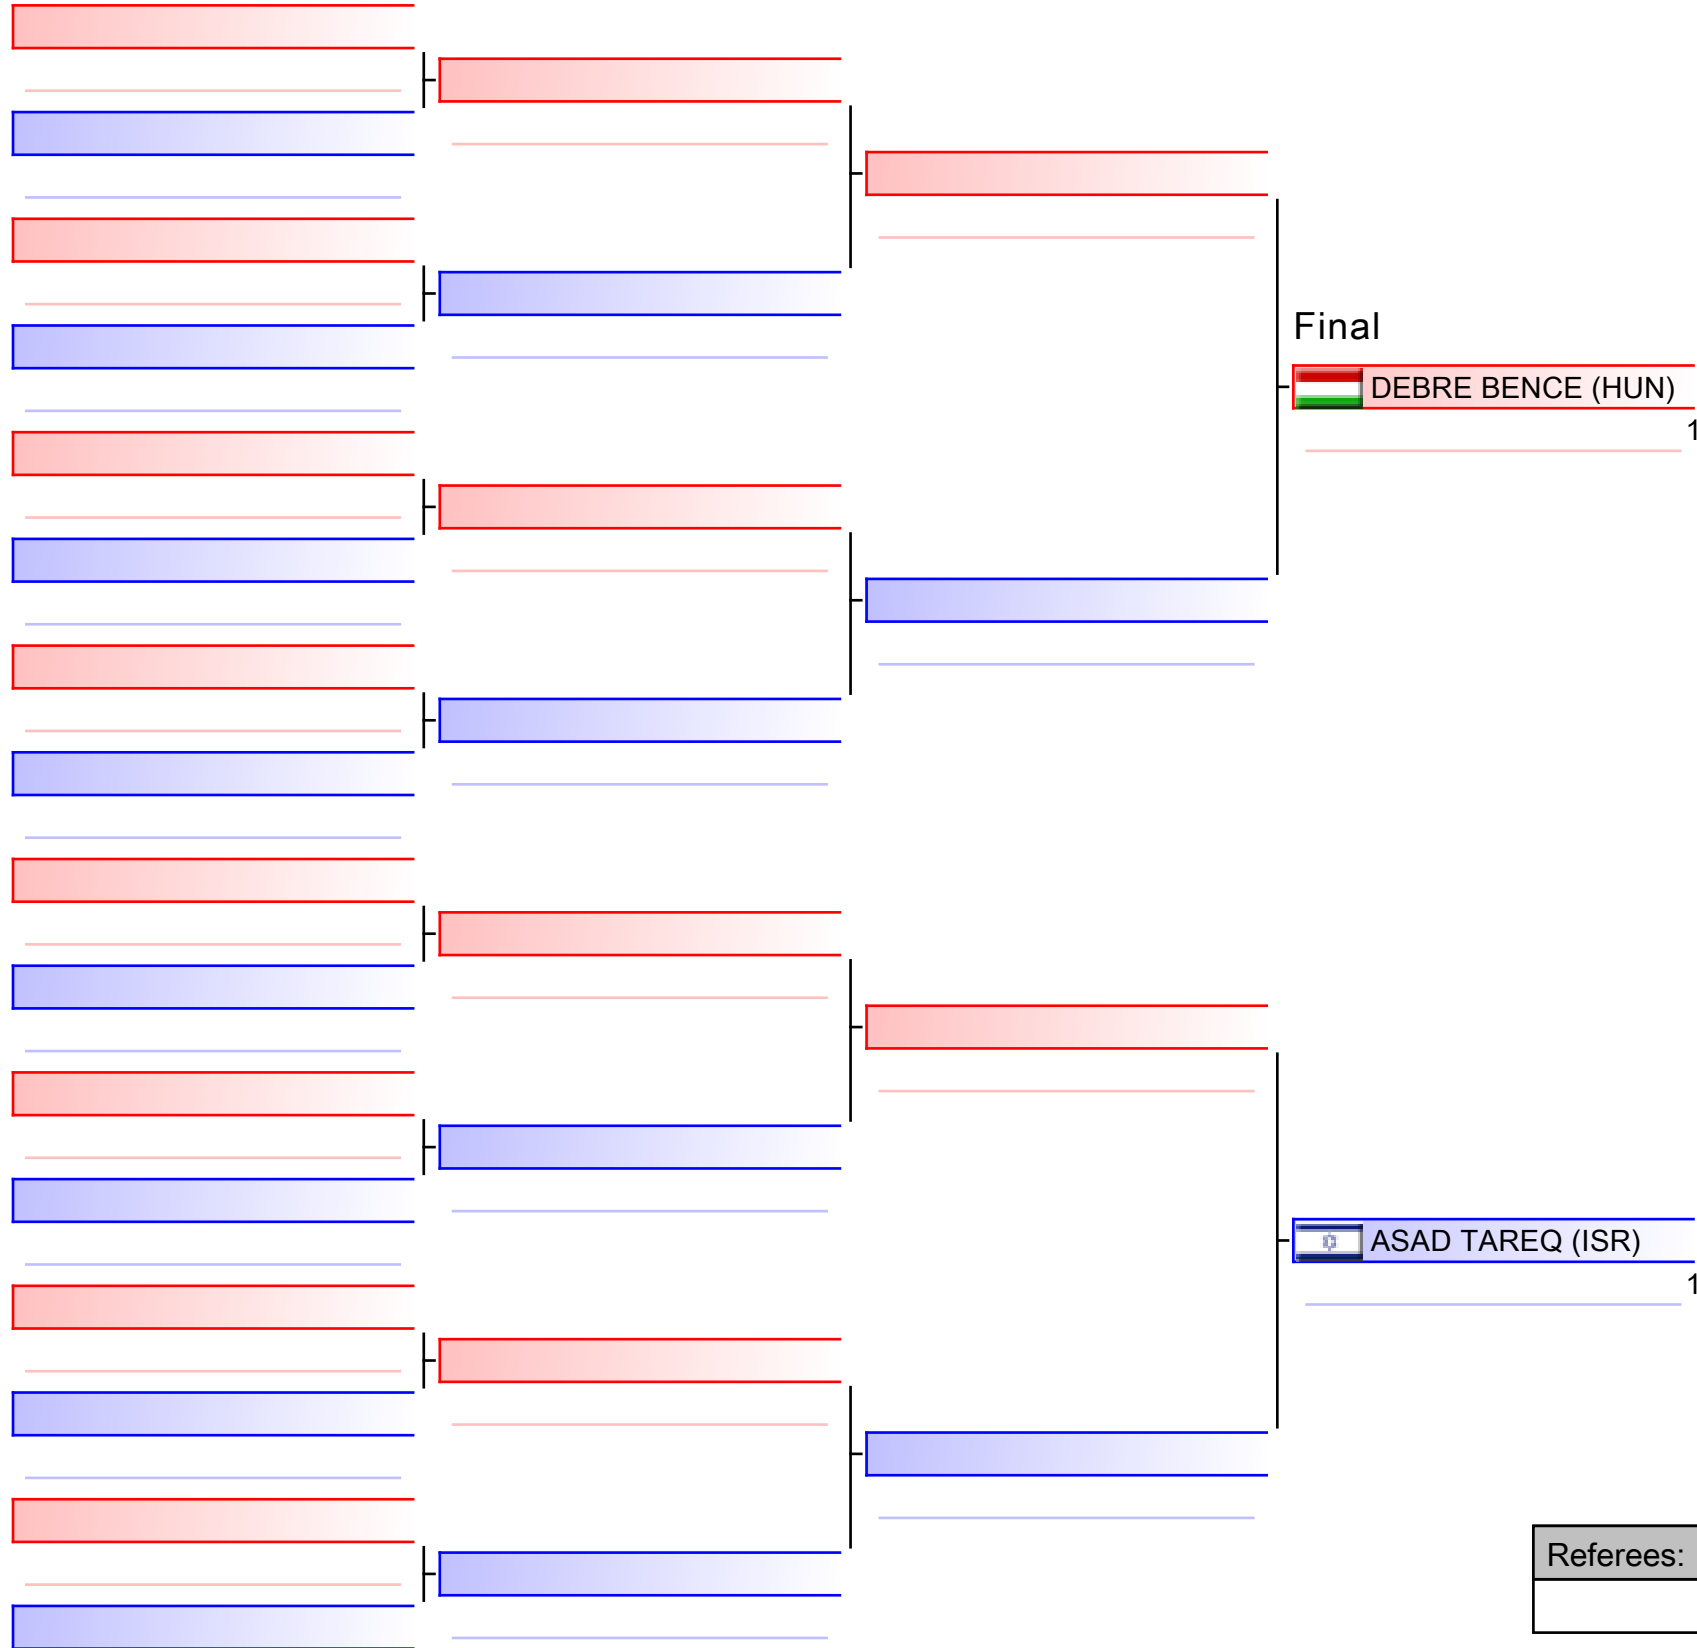 Final
DEBRE BENCE (HUN)
1
ASAD TAREQ (ISR)
1
Referees: